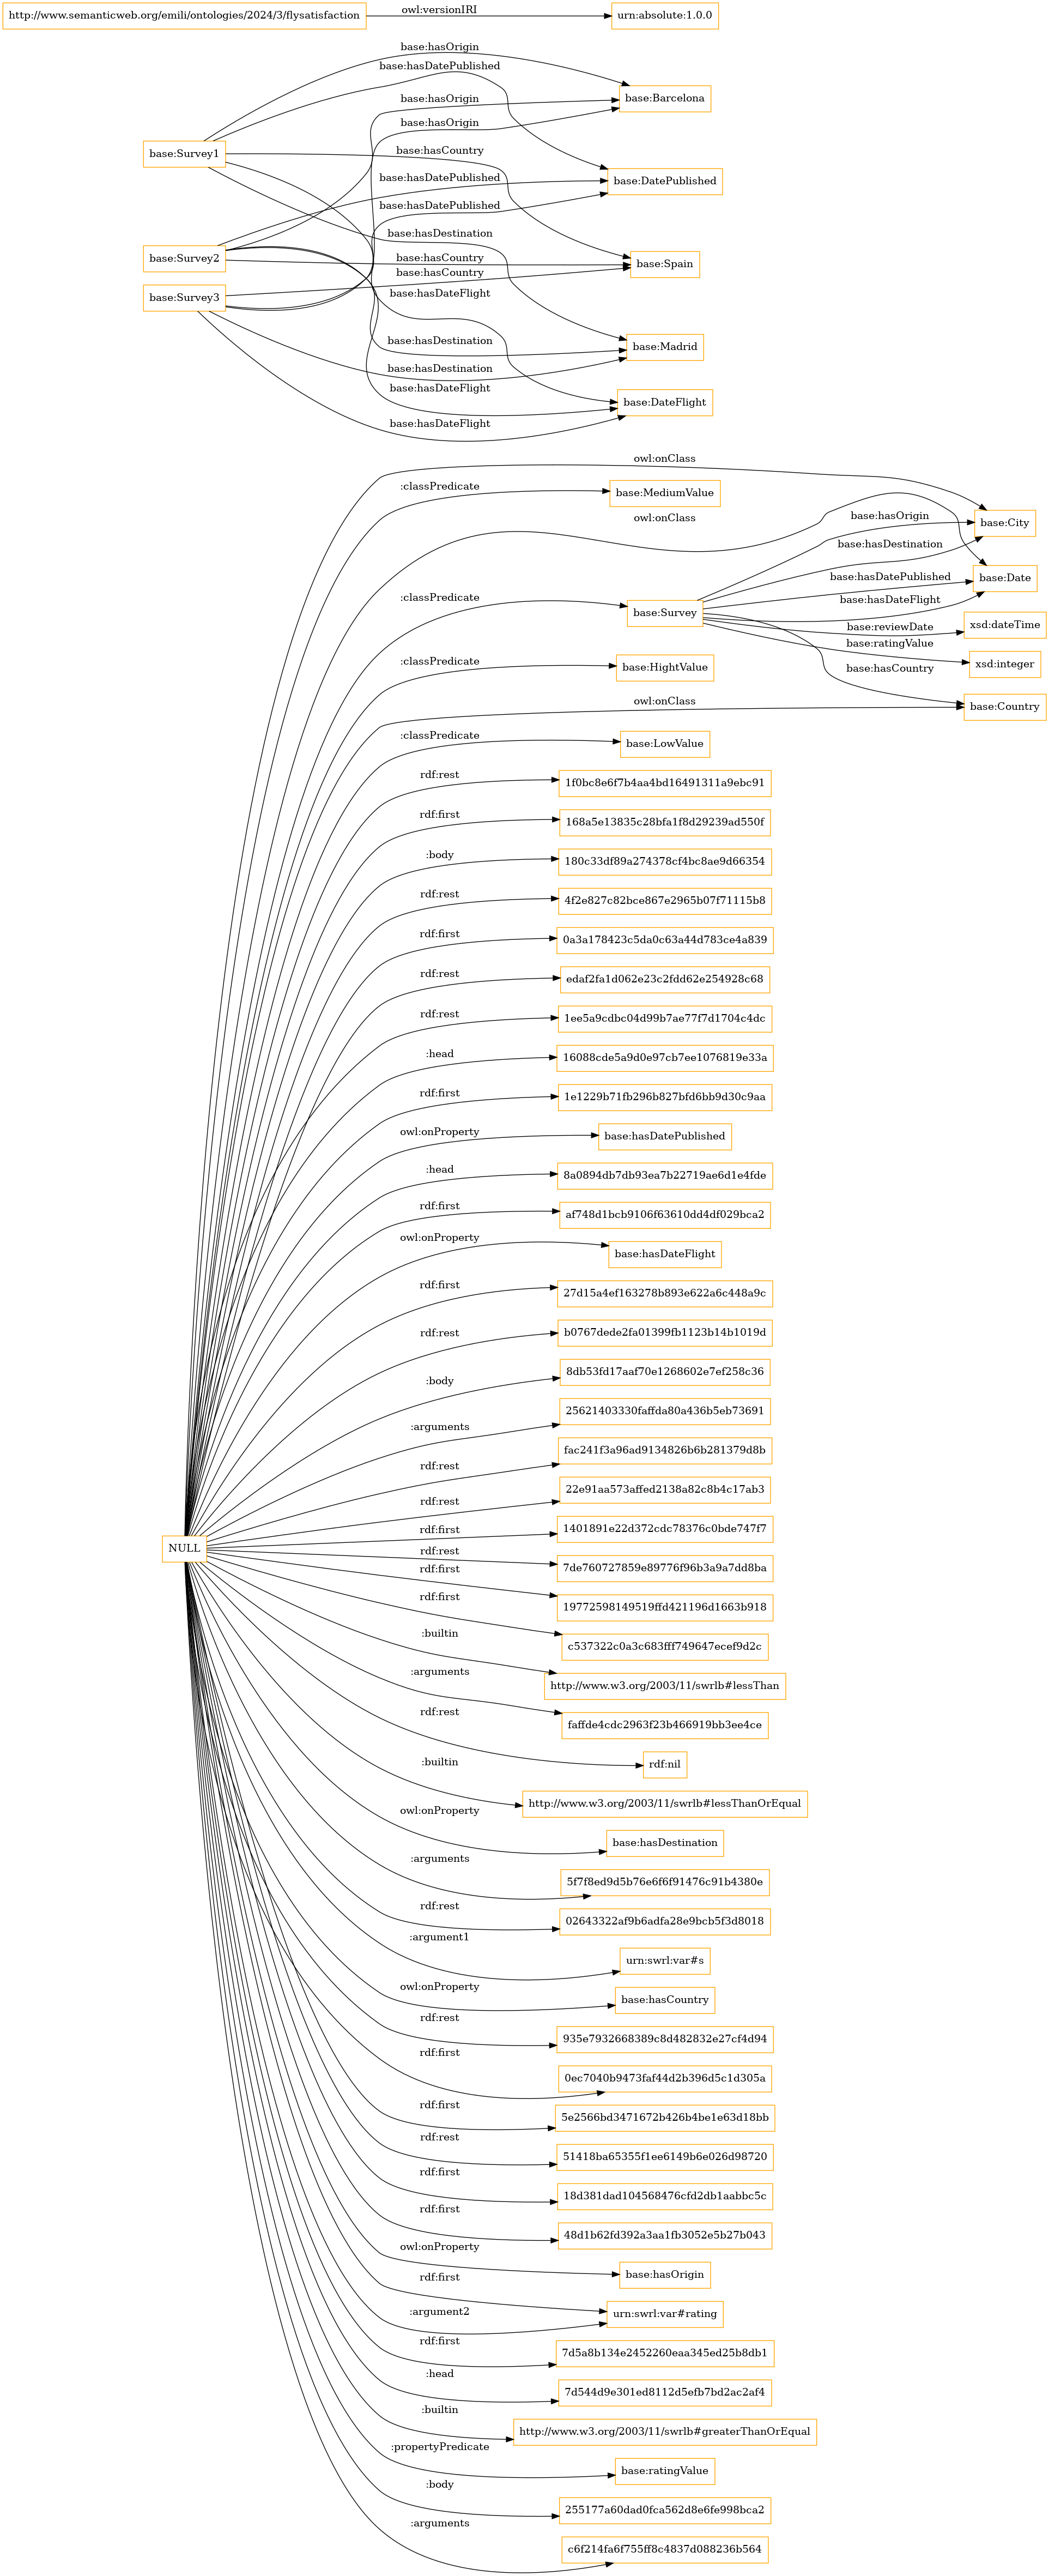 http://www.semanticweb.org/emili/ontologies/2024/3/flysatisfaction
owl:versionIRI
urn:absolute:1.0.0
base:hasOrigin
base:hasDatePublished
base:Barcelona
base:hasOrigin
base:hasOrigin
base:Survey1
base:hasCountry
base:hasDatePublished
base:DatePublished
base:hasDatePublished
base:hasDestination
base:Survey2
base:hasCountry
base:Spain
base:hasCountry
base:Survey3
base:hasDateFlight
base:hasDestination
base:Madrid
base:hasDestination
base:hasDateFlight
base:DateFlight
base:hasDateFlight
owl:onClass
:classPredicate
base:MediumValue
owl:onClass
base:hasOrigin
base:City
base:hasDestination
base:hasDatePublished
base:Date
:classPredicate
base:hasDateFlight
base:Survey
base:reviewDate
xsd:dateTime
base:ratingValue
:classPredicate
base:HightValue
base:hasCountry
xsd:integer
owl:onClass
base:Country
:classPredicate
base:LowValue
rdf:rest
1f0bc8e6f7b4aa4bd16491311a9ebc91
rdf:first
168a5e13835c28bfa1f8d29239ad550f
:body
180c33df89a274378cf4bc8ae9d66354
rdf:rest
4f2e827c82bce867e2965b07f71115b8
rdf:first
0a3a178423c5da0c63a44d783ce4a839
rdf:rest
edaf2fa1d062e23c2fdd62e254928c68
rdf:rest
1ee5a9cdbc04d99b7ae77f7d1704c4dc
:head
16088cde5a9d0e97cb7ee1076819e33a
rdf:first
1e1229b71fb296b827bfd6bb9d30c9aa
owl:onProperty
base:hasDatePublished
:head
8a0894db7db93ea7b22719ae6d1e4fde
rdf:first
af748d1bcb9106f63610dd4df029bca2
owl:onProperty
base:hasDateFlight
rdf:first
27d15a4ef163278b893e622a6c448a9c
rdf:rest
b0767dede2fa01399fb1123b14b1019d
:body
8db53fd17aaf70e1268602e7ef258c36
:arguments
25621403330faffda80a436b5eb73691
rdf:rest
fac241f3a96ad9134826b6b281379d8b
rdf:rest
22e91aa573affed2138a82c8b4c17ab3
rdf:first
1401891e22d372cdc78376c0bde747f7
NULL
rdf:rest
7de760727859e89776f96b3a9a7dd8ba
rdf:first
19772598149519ffd421196d1663b918
rdf:first
c537322c0a3c683fff749647ecef9d2c
:builtin
http://www.w3.org/2003/11/swrlb#lessThan
:arguments
faffde4cdc2963f23b466919bb3ee4ce
rdf:rest
rdf:nil
:builtin
http://www.w3.org/2003/11/swrlb#lessThanOrEqual
owl:onProperty
base:hasDestination
:arguments
5f7f8ed9d5b76e6f6f91476c91b4380e
rdf:rest
02643322af9b6adfa28e9bcb5f3d8018
:argument1
urn:swrl:var#s
owl:onProperty
base:hasCountry
rdf:rest
935e7932668389c8d482832e27cf4d94
rdf:first
0ec7040b9473faf44d2b396d5c1d305a
rdf:first
5e2566bd3471672b426b4be1e63d18bb
rdf:rest
51418ba65355f1ee6149b6e026d98720
rdf:first
18d381dad104568476cfd2db1aabbc5c
rdf:first
48d1b62fd392a3aa1fb3052e5b27b043
owl:onProperty
base:hasOrigin
rdf:first
:argument2
urn:swrl:var#rating
rdf:first
7d5a8b134e2452260eaa345ed25b8db1
:head
7d544d9e301ed8112d5efb7bd2ac2af4
:builtin
http://www.w3.org/2003/11/swrlb#greaterThanOrEqual
:propertyPredicate
base:ratingValue
:body
255177a60dad0fca562d8e6fe998bca2
:arguments
c6f214fa6f755ff8c4837d088236b564